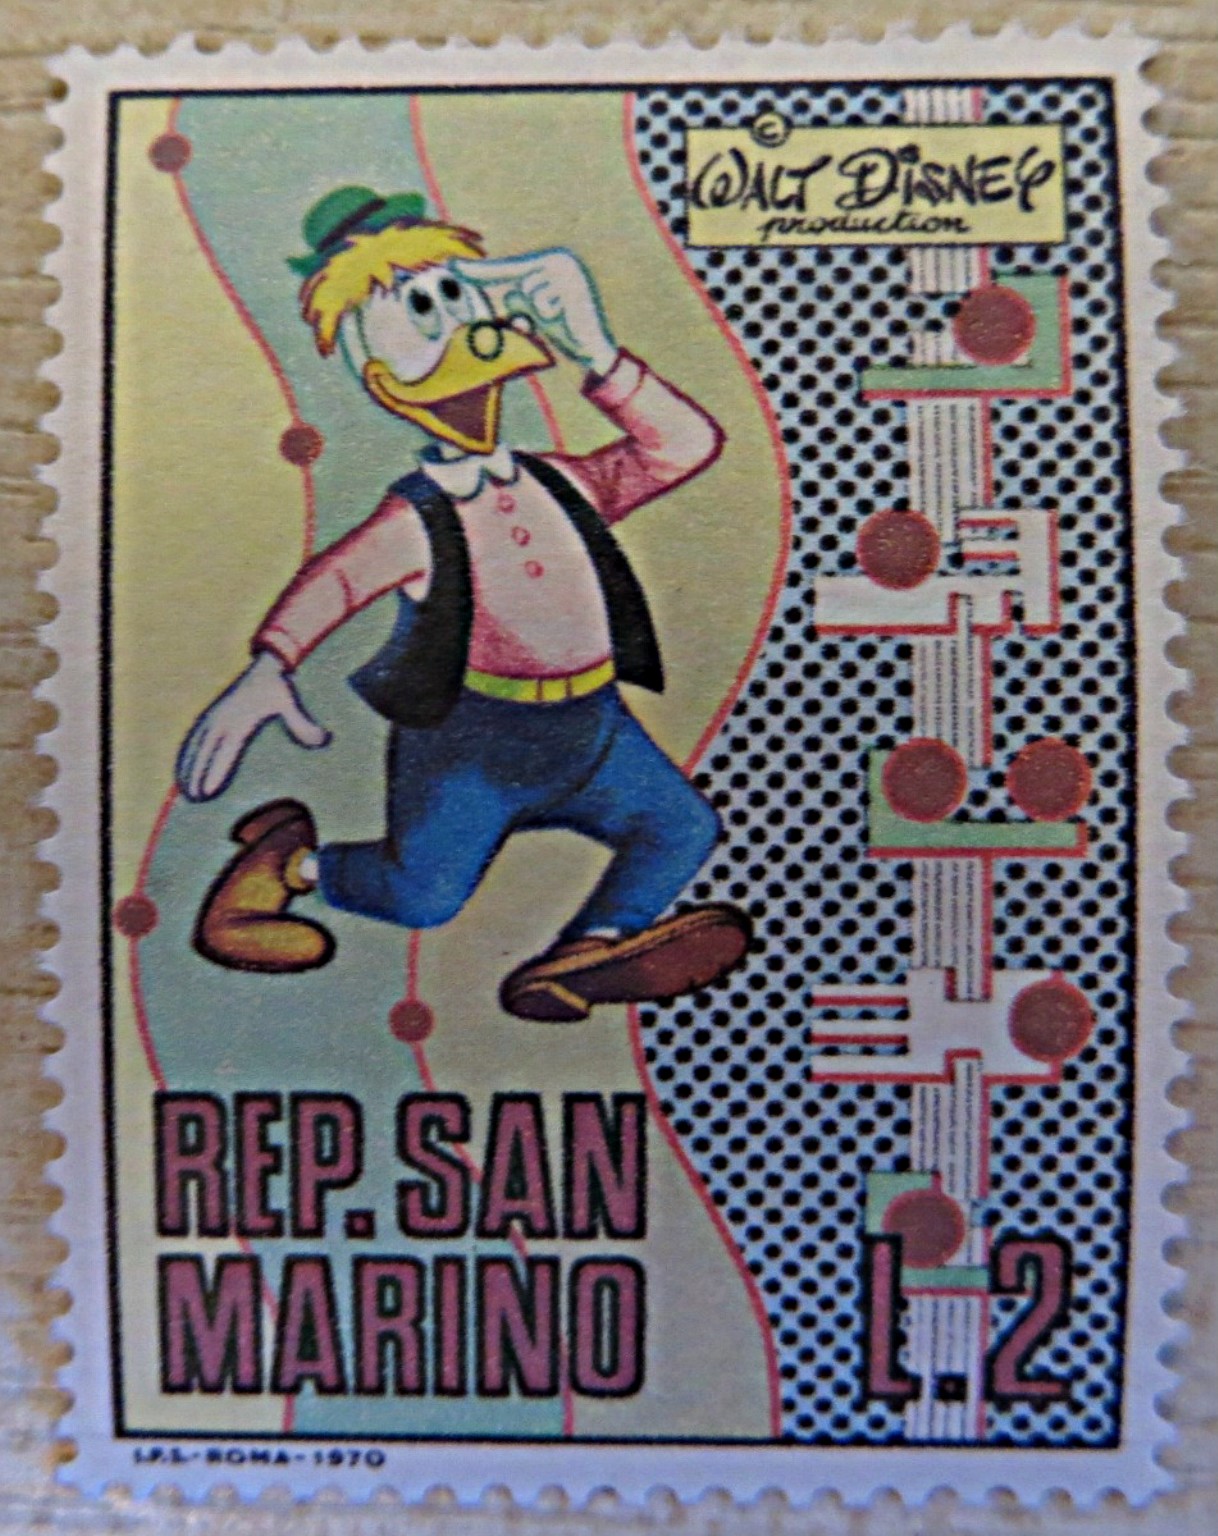 ©
WALT DISNEY
production
REP. SAN
MARINO
L.2
I.P.S.-ROMA-1970